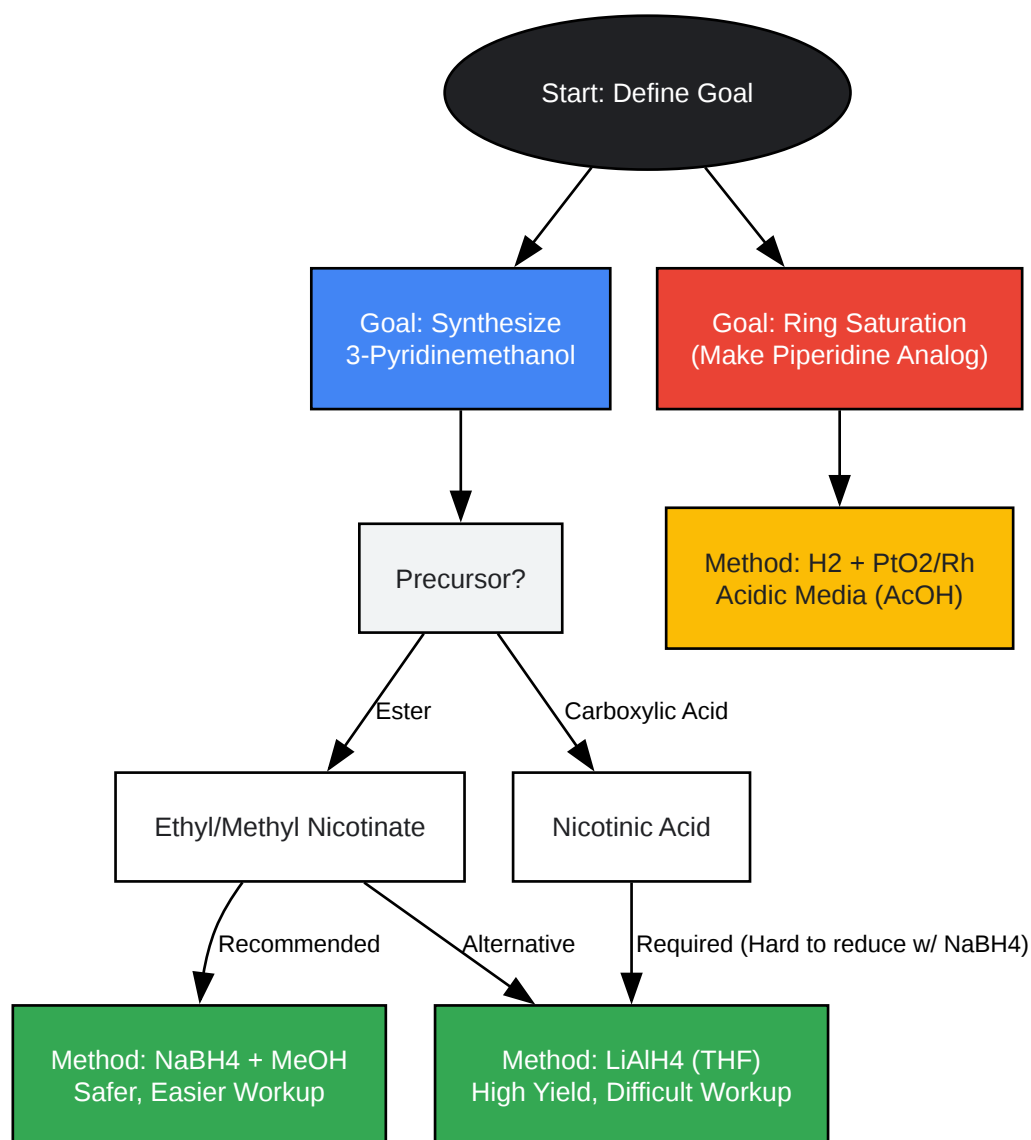 Start: Define Goal
Goal: Synthesize
3-Pyridinemethanol
Goal: Ring Saturation
(Make Piperidine Analog)
Precursor?
Method: H2 + PtO2/Rh
Acidic Media (AcOH)
Ester
Carboxylic Acid
Ethyl/Methyl Nicotinate
Nicotinic Acid
Recommended
Alternative
Required (Hard to reduce w/ NaBH4)
Method: NaBH4 + MeOH
Safer, Easier Workup
Method: LiAlH4 (THF)
High Yield, Difficult Workup